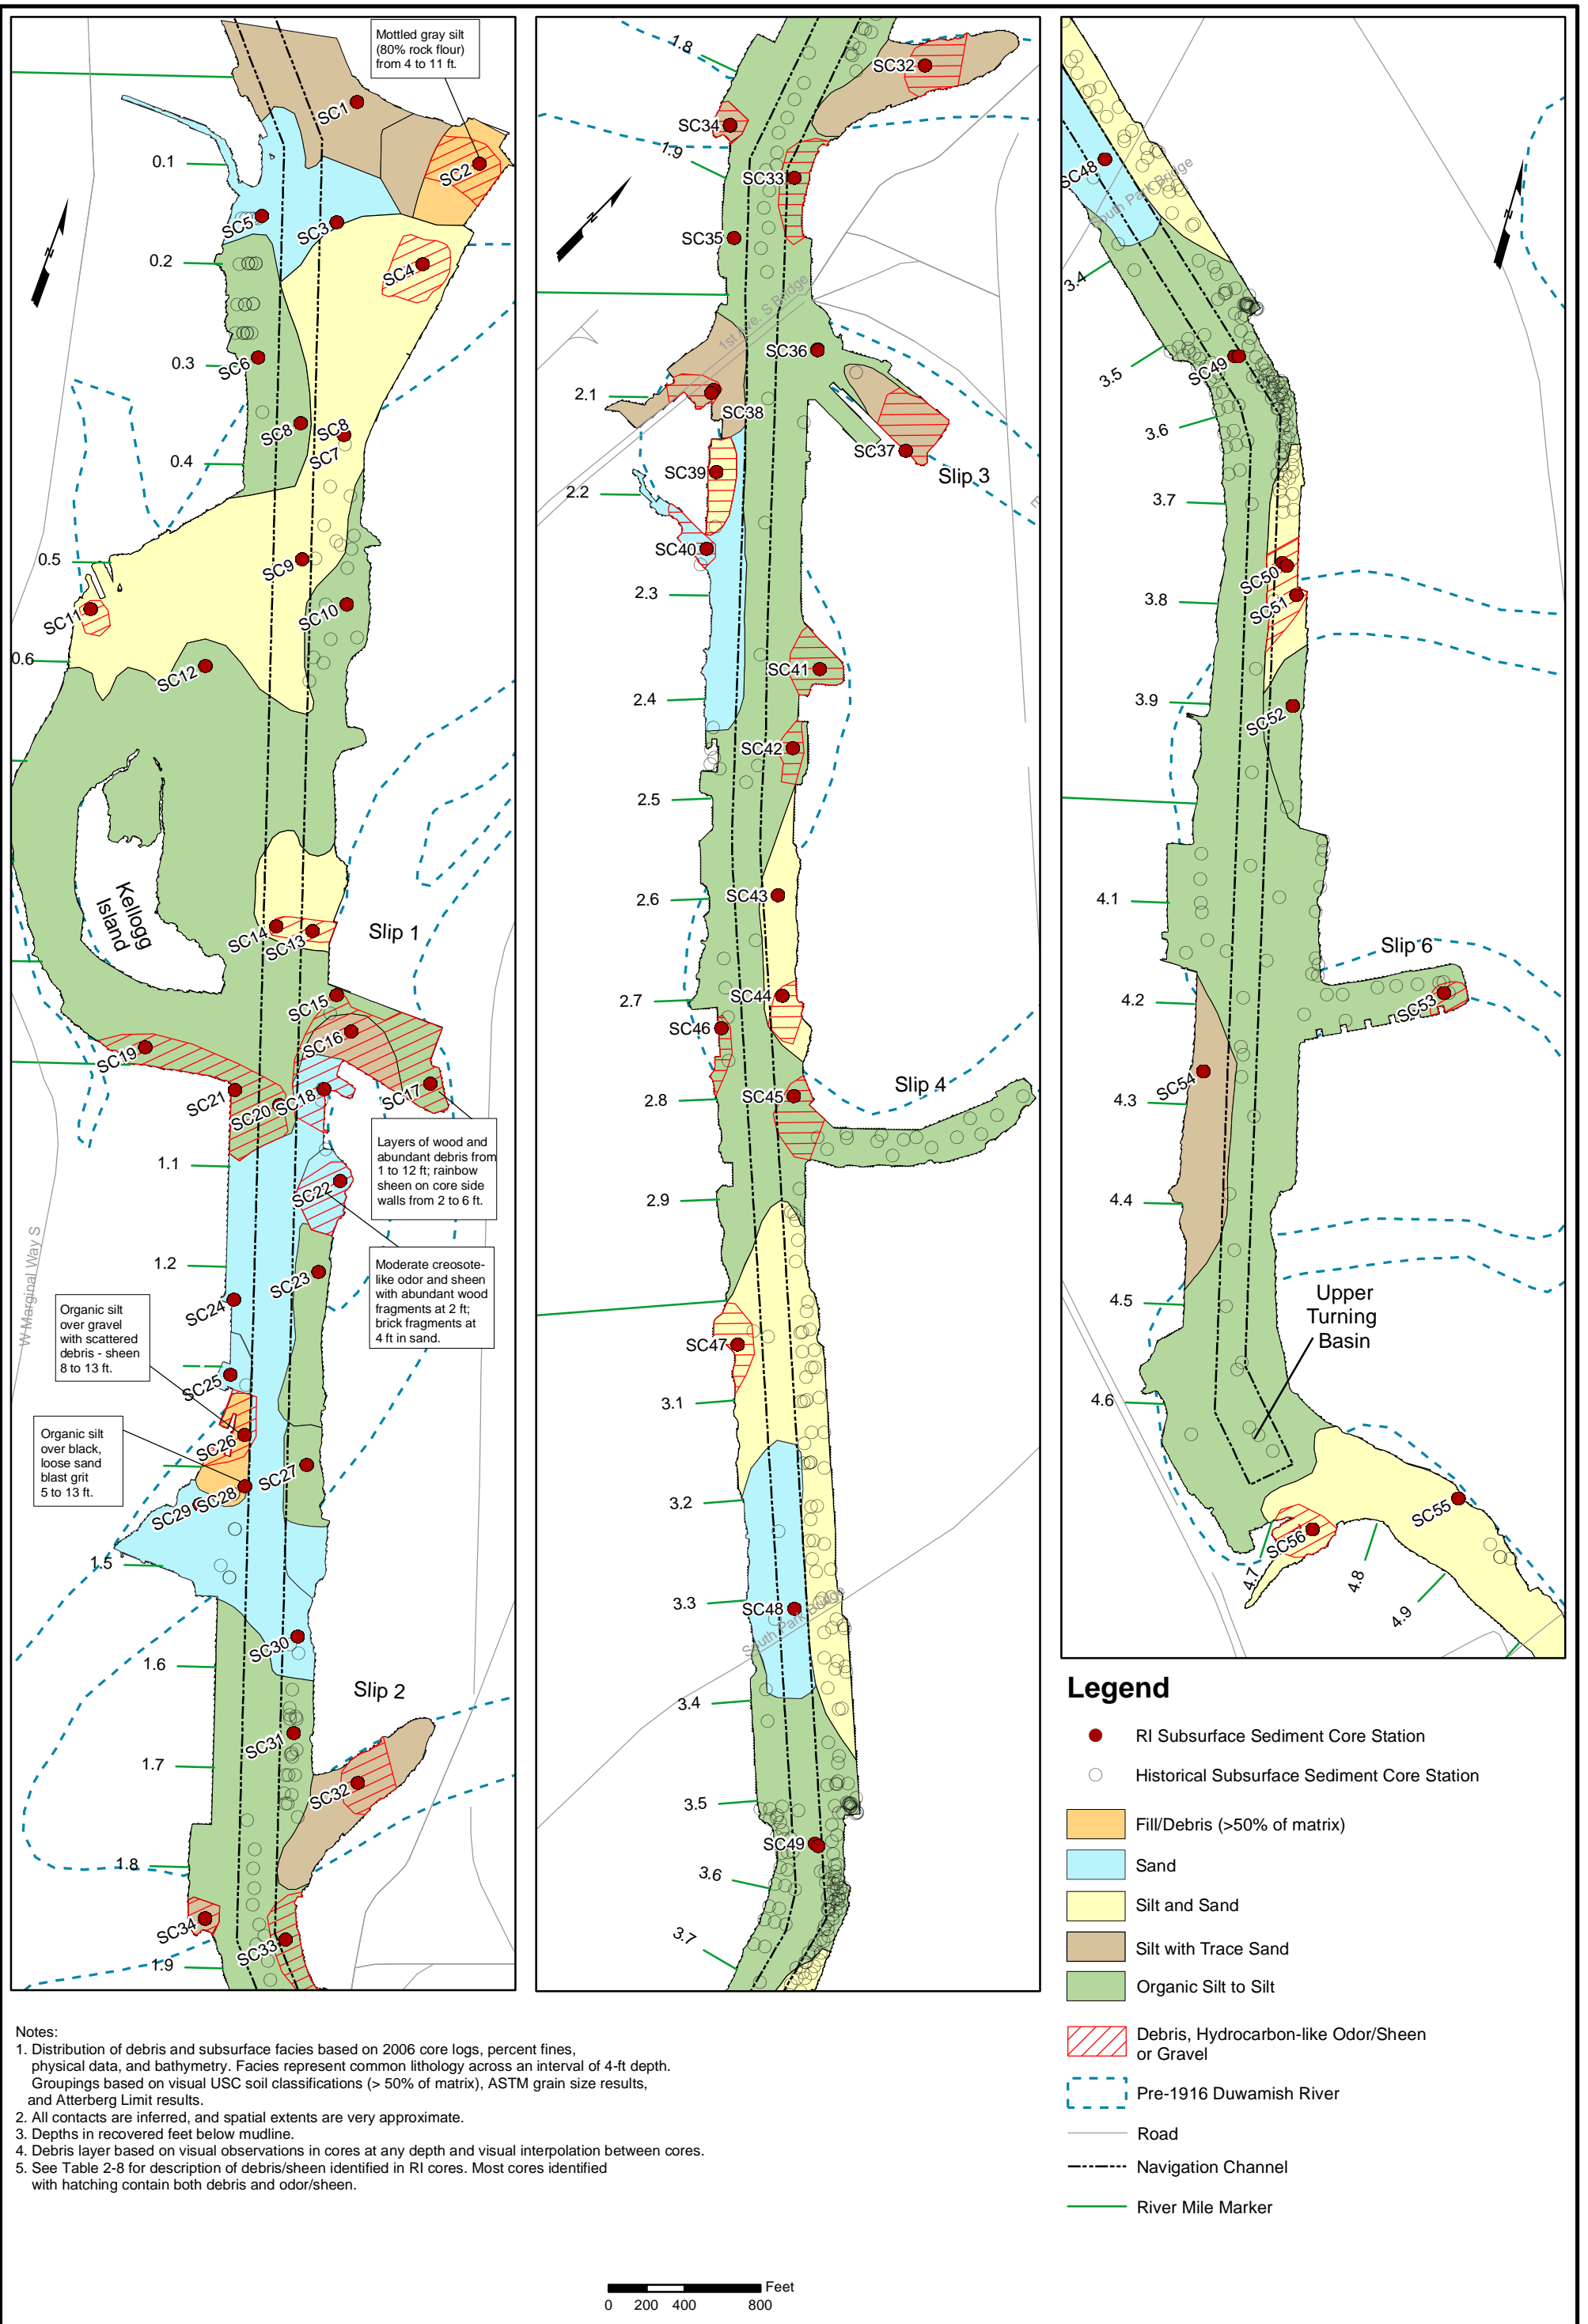 Mottled gray silt
(80% rock flour)
from 4 to 11 ft.
SC1
0.1
SC2
SC5
SC3
0.2
SC4
0.3
SC6
SC8
SC8
SC7
0.4
0.5
SC9
SC10
SC11
0.6
SC12
Kellogg
Island
SC14
SC13
Slip 1
SC15
SC16
SC19
SC17
SC21
SC20
SC18
Layers of wood and
abundant debris from
1 to 12 ft; rainbow
sheen on core side
walls from 2 to 6 ft.
1.1
SC22
W Marginal Way S
1.2
SC23
Moderate creosote-
like odor and sheen
with abundant wood
fragments at 2 ft;
brick fragments at
4 ft in sand.
SC24
Organic silt
over gravel
with scattered
debris - sheen
8 to 13 ft.
SC25
SC26
Organic silt
over black,
loose sand
blast grit
5 to 13 ft.
SC27
SC28
SC29
1.5
SC30
1.6
Slip 2
SC31
1.7
SC32
1.8
SC34
SC33
1.9
N
1.8
SC32
SC34
1.9
SC33
SC35
1st Ave. S Bridge
SC36
2.1
SC38
SC37
Slip 3
SC39
2.2
SC40
2.3
SC41
2.4
SC42
2.5
2.6
SC43
2.7
SC44
SC46
Slip 4
2.8
SC45
2.9
SC47
3.1
3.2
3.3
SC48
South Park Bridge
3.4
3.5
SC49
3.6
3.7
N
SC48
South Park Bridge
3.4
3.5
SC49
3.6
3.7
SC50
3.8
SC51
3.9
SC52
4.1
Slip 6
4.2
SC53
SC54
4.3
4.4
4.5
Upper
Turning
Basin
4.6
SC55
SC56
4.7
4.8
4.9
N
Legend
RI Subsurface Sediment Core Station
Historical Subsurface Sediment Core Station
Fill/Debris (>50% of matrix)
Sand
Silt and Sand
Silt with Trace Sand
Organic Silt to Silt
Debris, Hydrocarbon-like Odor/Sheen
or Gravel
Pre-1916 Duwamish River
Road
Navigation Channel
River Mile Marker
Notes:
1. Distribution of debris and subsurface facies based on 2006 core logs, percent fines,
physical data, and bathymetry. Facies represent common lithology across an interval of 4-ft depth.
Groupings based on visual USC soil classifications (> 50% of matrix), ASTM grain size results,
and Atterberg Limit results.
2. All contacts are inferred, and spatial extents are very approximate.
3. Depths in recovered feet below mudline.
4. Debris layer based on visual observations in cores at any depth and visual interpolation between cores.
5. See Table 2-8 for description of debris/sheen identified in RI cores. Most cores identified
with hatching contain both debris and odor/sheen.
Feet
0 200 400 800